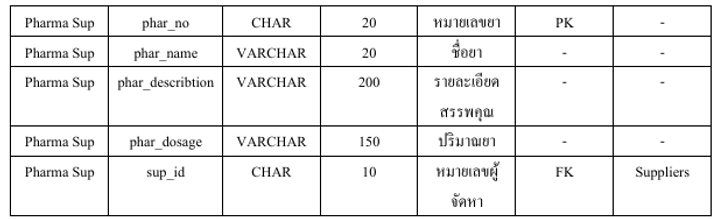 Pharma Sup phar_no CHAR 20 หมายเลขยา PK -
Pharma Sup phar_name VARCHAR 20 ชื่อยา - -
Pharma Sup phar_describtion VARCHAR 200 รายละเอียด - -
สรรพคุณ
Pharma Sup phar_dosage VARCHAR 150 ปริมาณยา - -
Pharma Sup sup_id CHAR 10 หมายเลขผู้ FK Suppliers
จัดหา